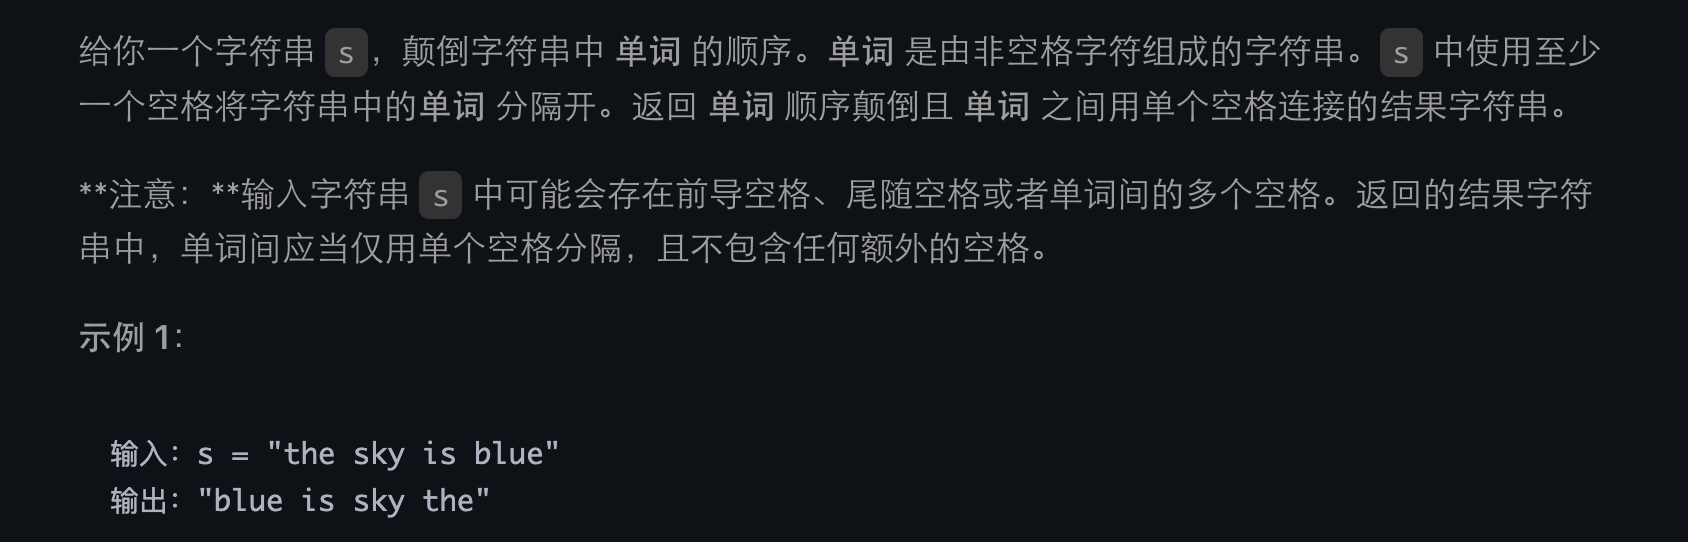 给你一个字符串 s，颠倒字符串中 单词 的顺序。单词 是由非空格字符组成的字符串。s 中使用至少
一个空格将字符串中的单词 分隔开。返回 单词 顺序颠倒且 单词 之间用单个空格连接的结果字符串。
**注意：**输入字符串 s 中可能会存在前导空格、尾随空格或者单词间的多个空格。返回的结果字符
串中，单词间应当仅用单个空格分隔，且不包含任何额外的空格。
示例 1：
输入：s = "the sky is blue"
输出："blue is sky the"